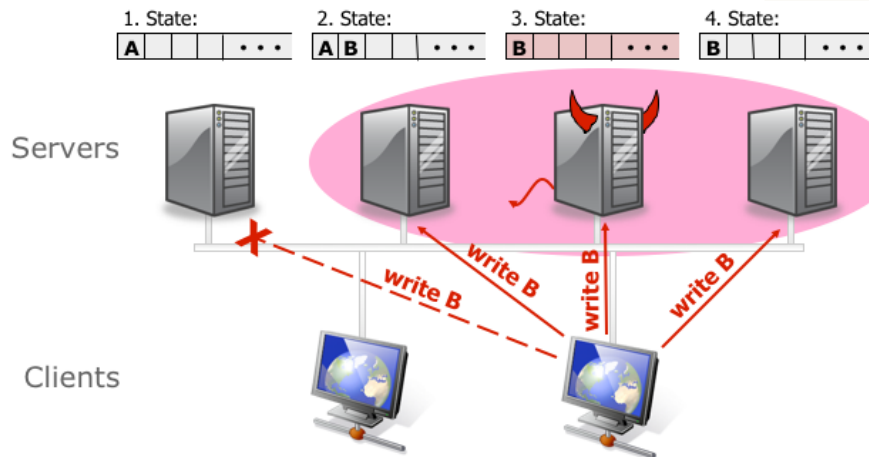 1. State: 2. State: 3. State: 4. State:
A • • • A B • • • B • • • B • • •
Servers
write B write B write B write B
Clients